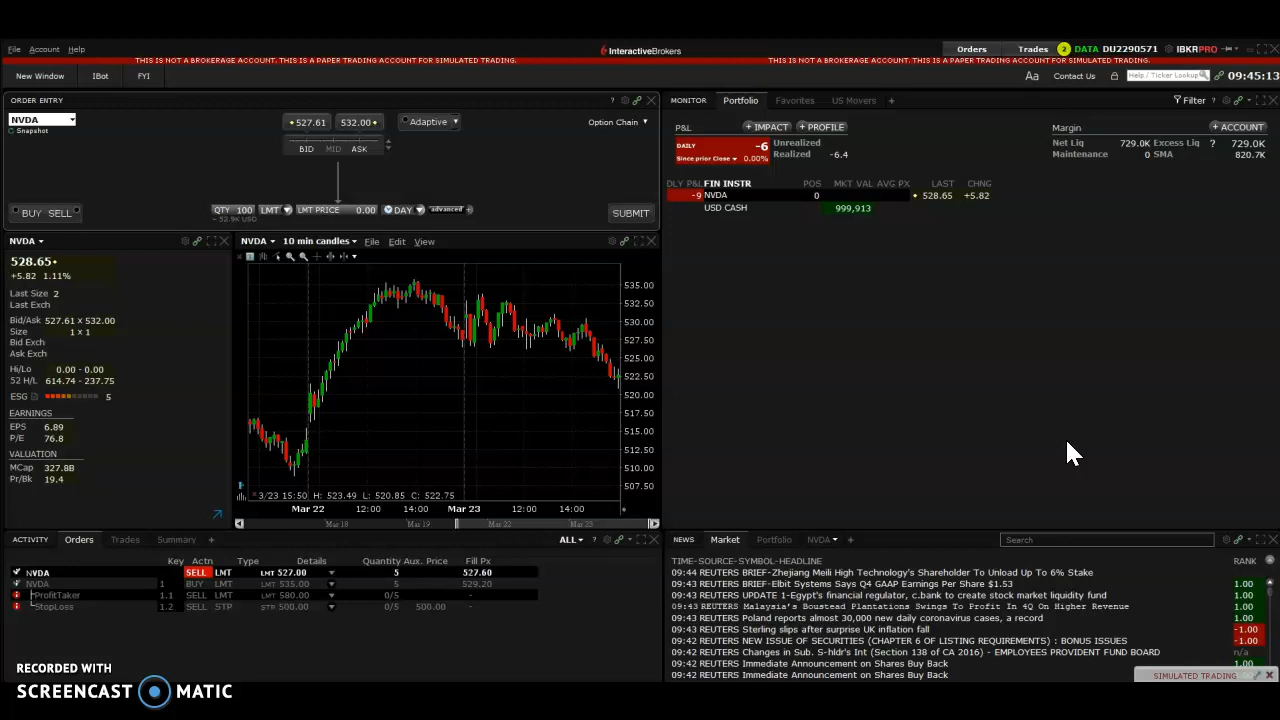 File Account Help
InteractiveBrokers
Orders Trades 2 DATA DU2290571 IBKRPRO
THIS IS NOT A BROKERAGE ACCOUNT. THIS IS A PAPER TRADING ACCOUNT FOR SIMULATED TRADING. THIS IS NOT A BROKERAGE ACCOUNT. THIS IS A PAPER TRADING ACCOUNT FOR SIMULATED TRADING.
New Window IBot FYI
Aa Contact Us Help / Ticker Lookup 09:45:13
ORDER ENTRY
NVDA
Snapshot
527.61 532.00 Adaptive Option Chain
BID MID ASK
BUY SELL QTY 100 LMT LMT PRICE 0.00 DAY advanced SUBMIT
~ 52.9K USD
MONITOR Portfolio Favorites US Movers + Filter ?
P&L + IMPACT + PROFILE Margin + ACCOUNT
DAILY -6 Unrealized Net Liq 729.0K Excess Liq ? 729.0K
Since prior Close 0.00% Realized -6.4 Maintenance 0 SMA 820.7K
DLY P&L FIN INSTR POS MKT VAL AVG PX LAST CHNG
-9 NVDA 0 528.65 +5.82
USD CASH 999,913
NVDA
528.65
+5.82 1.11%
Last Size 2
Last Exch
Bid/Ask 527.61 x 532.00
Size 1 x 1
Bid Exch
Ask Exch
Hi/Lo 0.00 - 0.00
52 H/L 614.74 - 237.75
ESG 5
EARNINGS
EPS 6.89
P/E 76.8
VALUATION
MCap 327.8B
Pr/Bk 19.4
NVDA 10 min candles File Edit View
535.00
532.50
530.00
527.50
525.00
522.50
520.00
517.50
515.00
512.50
510.00
507.50
3/23 15:50 H: 523.49 L: 520.85 C: 522.75
Mar 22 12:00 14:00 Mar 23 12:00 14:00
Mar 18 Mar 19 Mar 22 Mar 23
ACTIVITY Orders Trades Summary + ALL
Key Actn Type Details Quantity Aux. Price Fill Px
NVDA SELL LMT LMT 527.00 5 527.60
NVDA 1 BUY LMT LMT 535.00 5 529.20
ProfitTaker 1.1 SELL LMT LMT 580.00 0/5 -
StopLoss 1.2 SELL STP STP 500.00 0/5 500.00 -
NEWS Market Portfolio NVDA + Search ?
TIME-SOURCE-SYMBOL-HEADLINE RANK
09:44 REUTERS BRIEF-Zhejiang Meili High Technology's Shareholder To Unload Up To 6% Stake
09:43 REUTERS BRIEF-Elbit Systems Says Q4 GAAP Earnings Per Share $1.53 1.00
09:43 REUTERS UPDATE 1-Egypt's financial regulator, c.bank to create stock market liquidity fund 1.00
09:43 REUTERS Malaysia's Boustead Plantations Swings To Profit In 4Q On Higher Revenue 1.00
09:43 REUTERS Poland reports almost 30,000 new daily coronavirus cases, a record 1.00
09:43 REUTERS Sterling slips after surprise UK inflation fall -1.00
09:43 REUTERS NEW ISSUE OF SECURITIES (CHAPTER 6 OF LISTING REQUIREMENTS) : BONUS ISSUES -1.00
09:42 REUTERS Changes in Sub. S-hldr's Int (Section 138 of CA 2016) - EMPLOYEES PROVIDENT FUND BOARD n/a
09:42 REUTERS Immediate Announcement on Shares Buy Back 1.00
09:42 REUTERS Immediate Announcement on Shares Buy Back
SIMULATED TRADING
RECORDED WITH
SCREENCAST MATIC